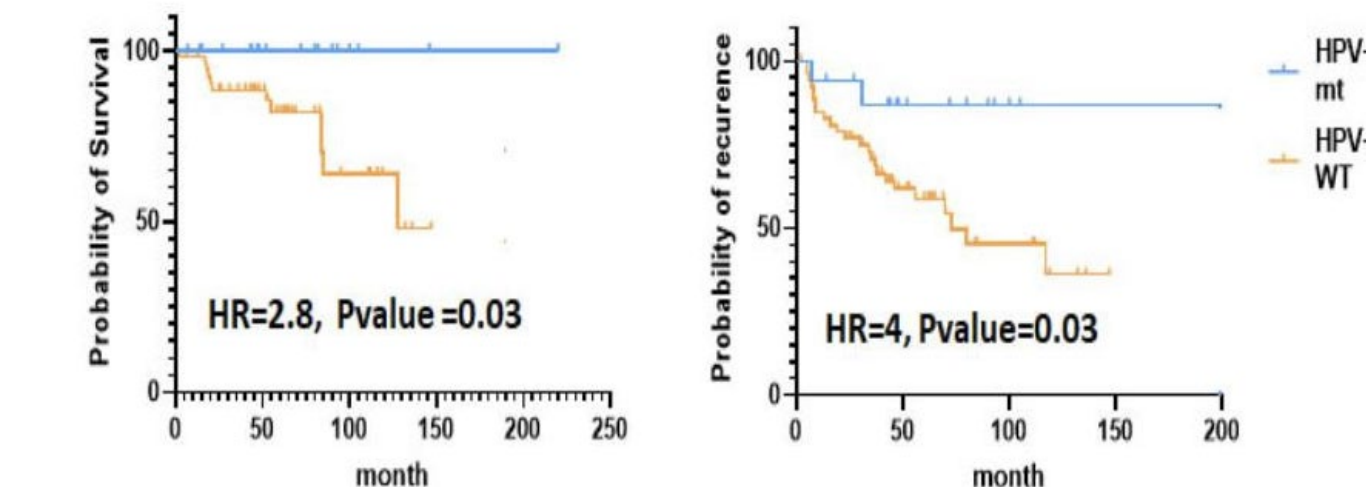 Probability of Survival
100
50
0
HR=2.8, Pvalue =0.03
0 50 100 150 200 250
month
Probability of recurence
100
50
0
HR=4, Pvalue=0.03
0 50 100 150 200
month
HPV-
mt
HPV-
WT